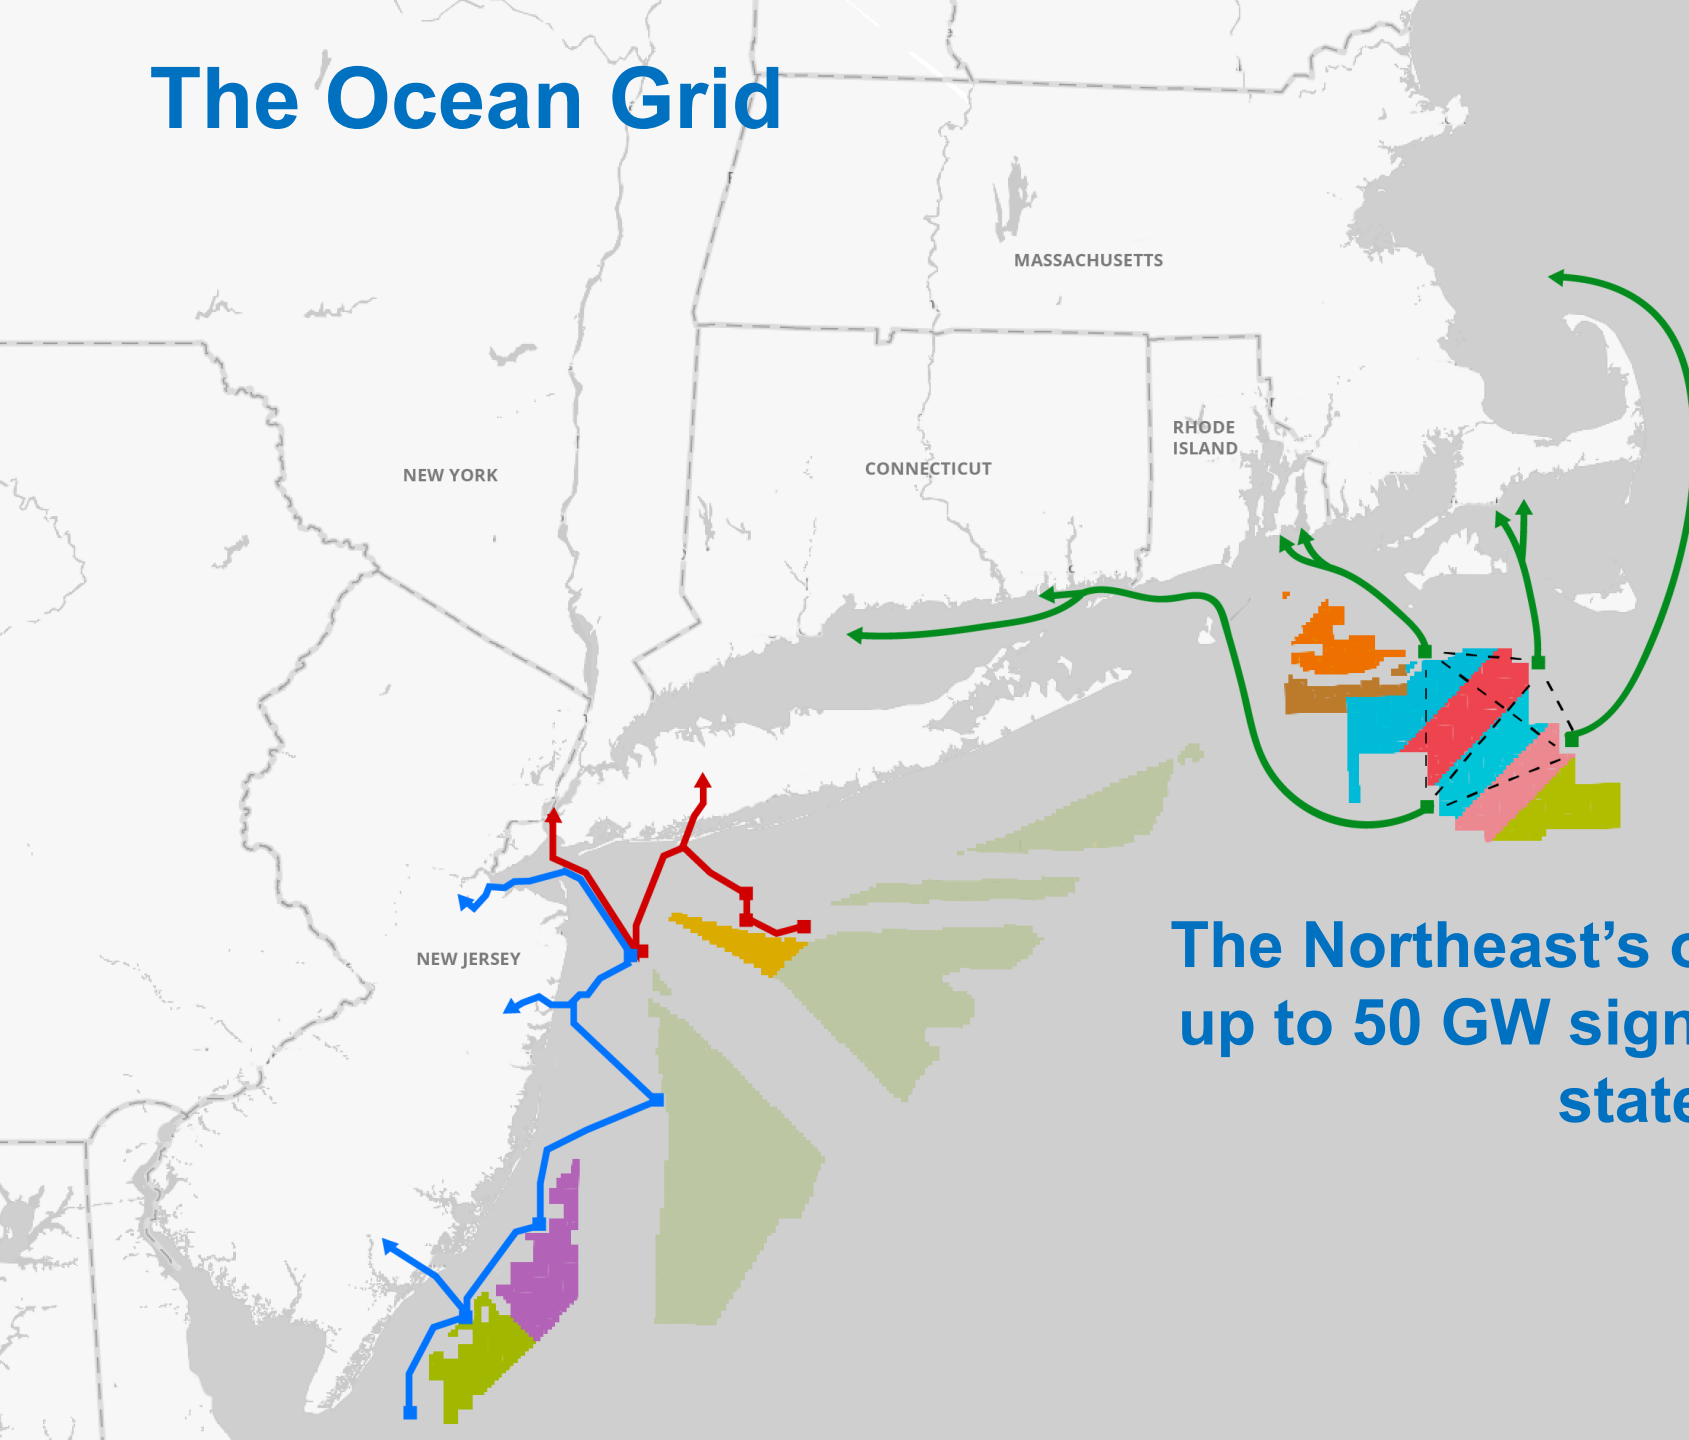 The Ocean Grid
MASSACHUSETTS
RHODE
ISLAND
CONNECTICUT
NEW YORK
NEW JERSEY
The Northeast’s
up to 50 GW